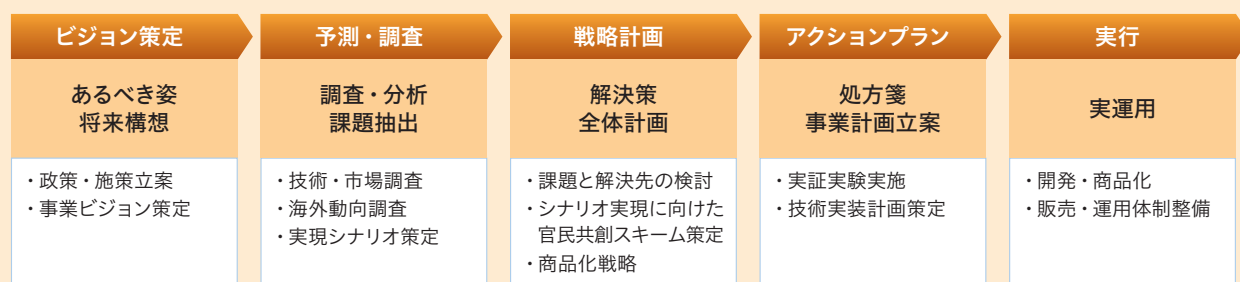 ビジョン策定
あるべき姿
将来構想
・政策・施策立案
・事業ビジョン策定
予測・調査
調査・分析
課題抽出
・技術・市場調査
・海外動向調査
・実現シナリオ策定
戦略計画
解決策
全体計画
・課題と解決先の検討
・シナリオ実現に向けた
官民共創スキーム策定
・商品化戦略
アクションプラン
処方箋
事業計画立案
・実証実験実施
・技術実装計画策定
実行
実運用
・開発・商品化
・販売・運用体制整備